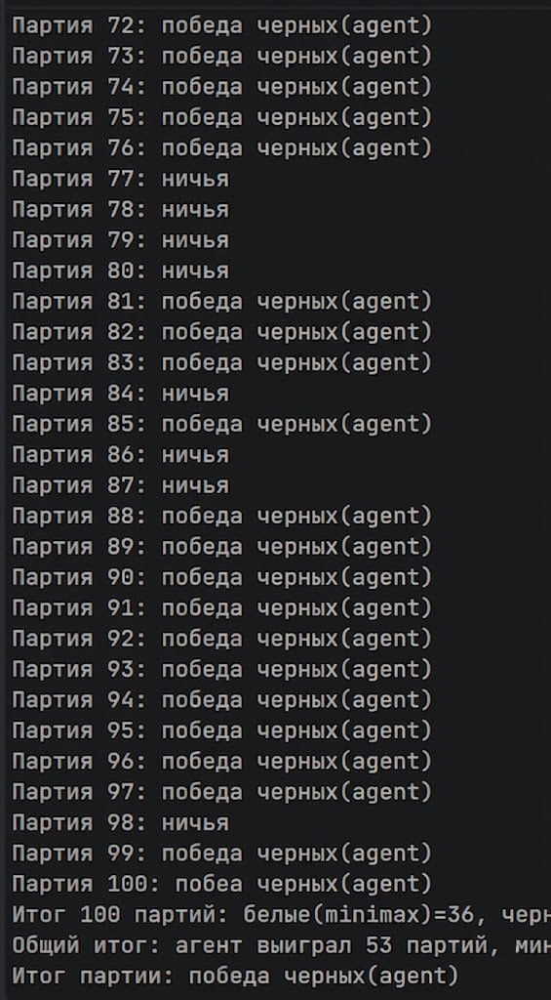 Партия 72: победа черных(agent)
Партия 73: победа черных(agent)
Партия 74: победа черных(agent)
Партия 75: победа черных(agent)
Партия 76: победа черных(agent)
Партия 77: ничья
Партия 78: ничья
Партия 79: ничья
Партия 80: ничья
Партия 81: победа черных(agent)
Партия 82: победа черных(agent)
Партия 83: победа черных(agent)
Партия 84: ничья
Партия 85: победа черных(agent)
Партия 86: ничья
Партия 87: ничья
Партия 88: победа черных(agent)
Партия 89: победа черных(agent)
Партия 90: победа черных(agent)
Партия 91: победа черных(agent)
Партия 92: победа черных(agent)
Партия 93: победа черных(agent)
Партия 94: победа черных(agent)
Партия 95: победа черных(agent)
Партия 96: победа черных(agent)
Партия 97: победа черных(agent)
Партия 98: ничья
Партия 99: победа черных(agent)
Партия 100: побеа черных(agent)
Итог 100 партий: белые(minimax)=36,
Общий итог: агент выиграл 53 партий,
Итог партии: победа черных(agent)